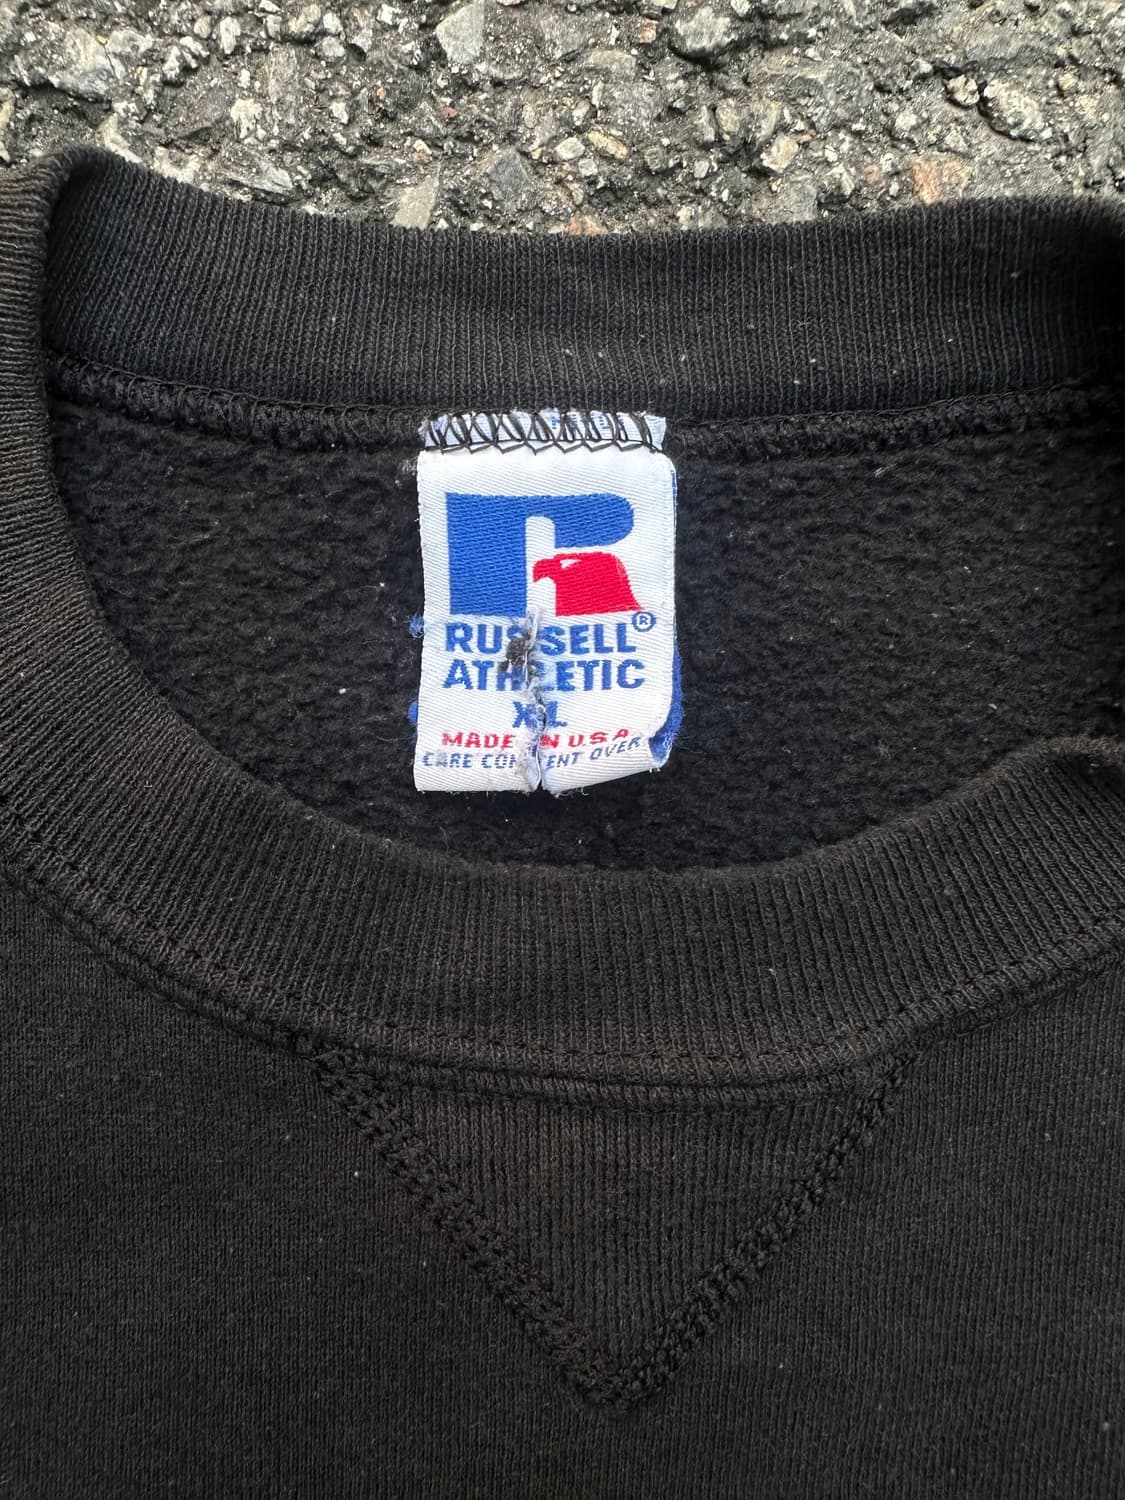 RUSSELL®
ATHLETIC
XL
MADE IN U.S.A.
CARE CONTENT OVER